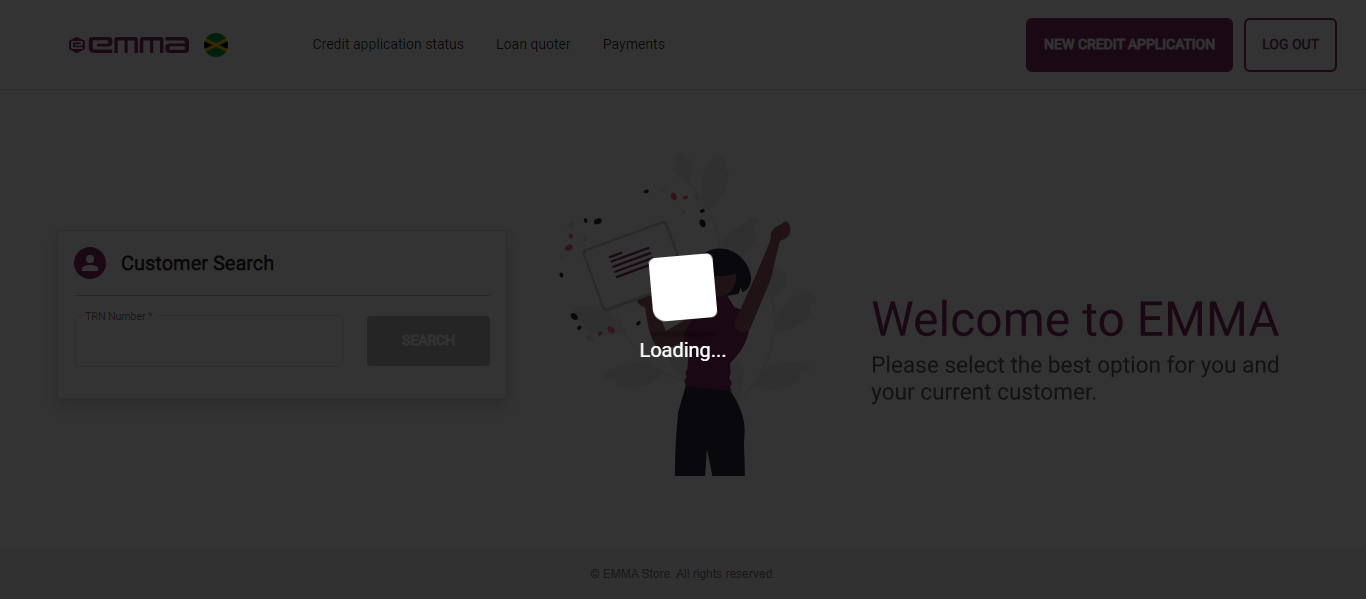 emma
Credit application status
Loan quoter
Payments
NEW CREDIT APPLICATION
LOG OUT
Customer Search
TRN Number *
SEARCH
Loading...
Welcome to EMMA
Please select the best option for you and
your current customer.
© EMMA Store. All rights reserved.